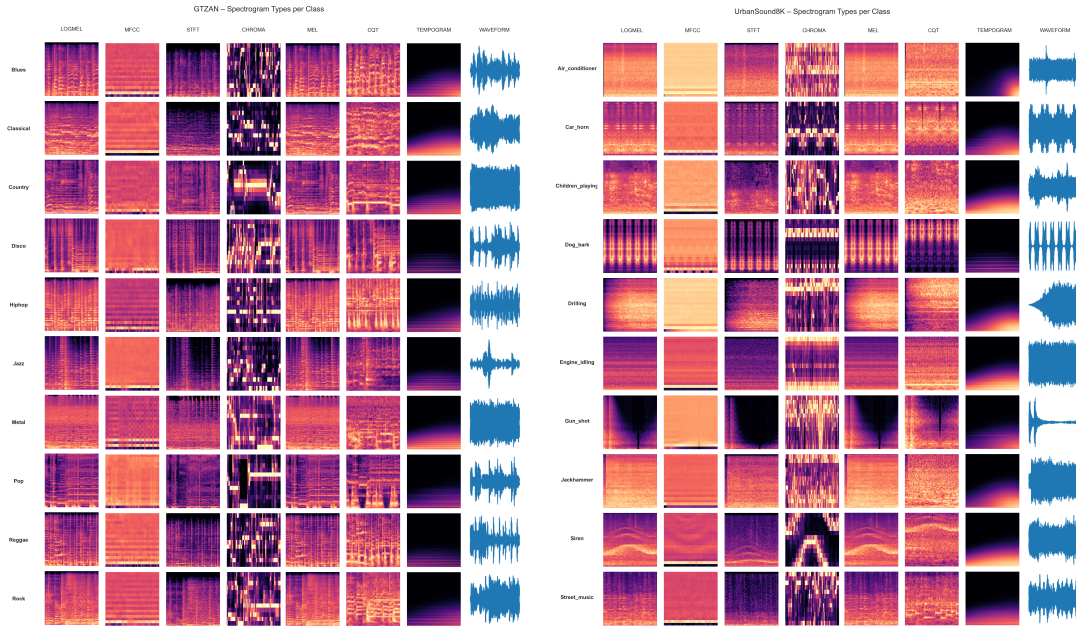 GTZAN – Spectrogram Types per Class
LOGMEL MFCC STFT CHROMA MEL CQT TEMPOGRAM WAVEFORM
Blues
Classical
Country
Disco
Hiphop
Jazz
Metal
Pop
Reggae
Rock
UrbanSound8K – Spectrogram Types per Class
LOGMEL MFCC STFT CHROMA MEL CQT TEMPOGRAM WAVEFORM
Air_conditioner
Car_horn
Children_playing
Dog_bark
Drilling
Engine_idling
Gun_shot
Jackhammer
Siren
Street_music